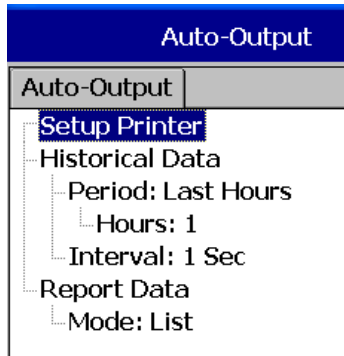 Auto-Output
Auto-Output
Setup Printer
Historical Data
Period: Last Hours
Hours: 1
Interval: 1 Sec
Report Data
Mode: List